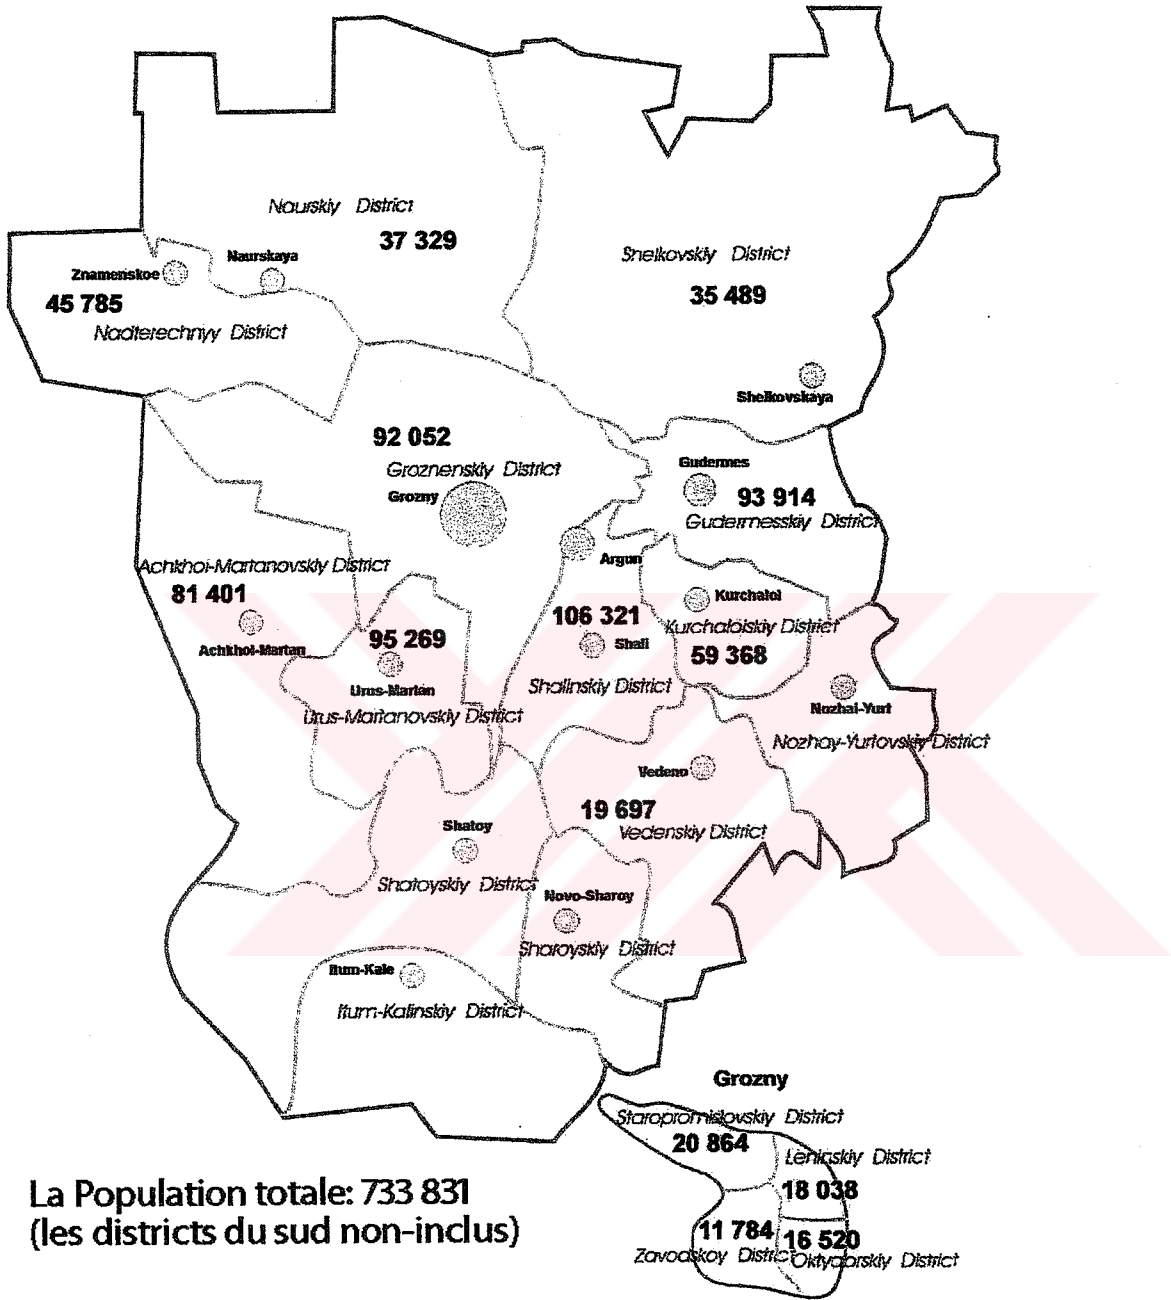 Naurskiy District
37 329
Shelkovskiy District
35 489
Naurskaya
Znamenskoe
45 785
Nadterechnyy District
Shelkovskaya
92 052
Groznenskiy District
Grozny
Gudermes
93 914
Gudermesskiy District
Argun
Achkhoi-Martanovskiy District
81 401
Achkhoi-Martan
Kurchaloi
106 321
Kurchaloiskiy District
Shali
59 368
95 269
Urus-Martan
Urus-Martanovskiy District
Shalinskiy District
Nozhai-Yurt
Nozhay-Yurtovskiy District
Vedeno
19 697
Vedenskiy District
Shatoy
Shatoyskiy District
Novo-Sharoy
Sharoyskiy District
Itum-Kale
Itum-Kalinskiy District
Grozny
Staropromislovskiy District
20 864
Leninskiy District
18 038
11 784
Zavodskoy District
16 520
Oktyabrskiy District
La Population totale: 733 831
(les districts du sud non-inclus)